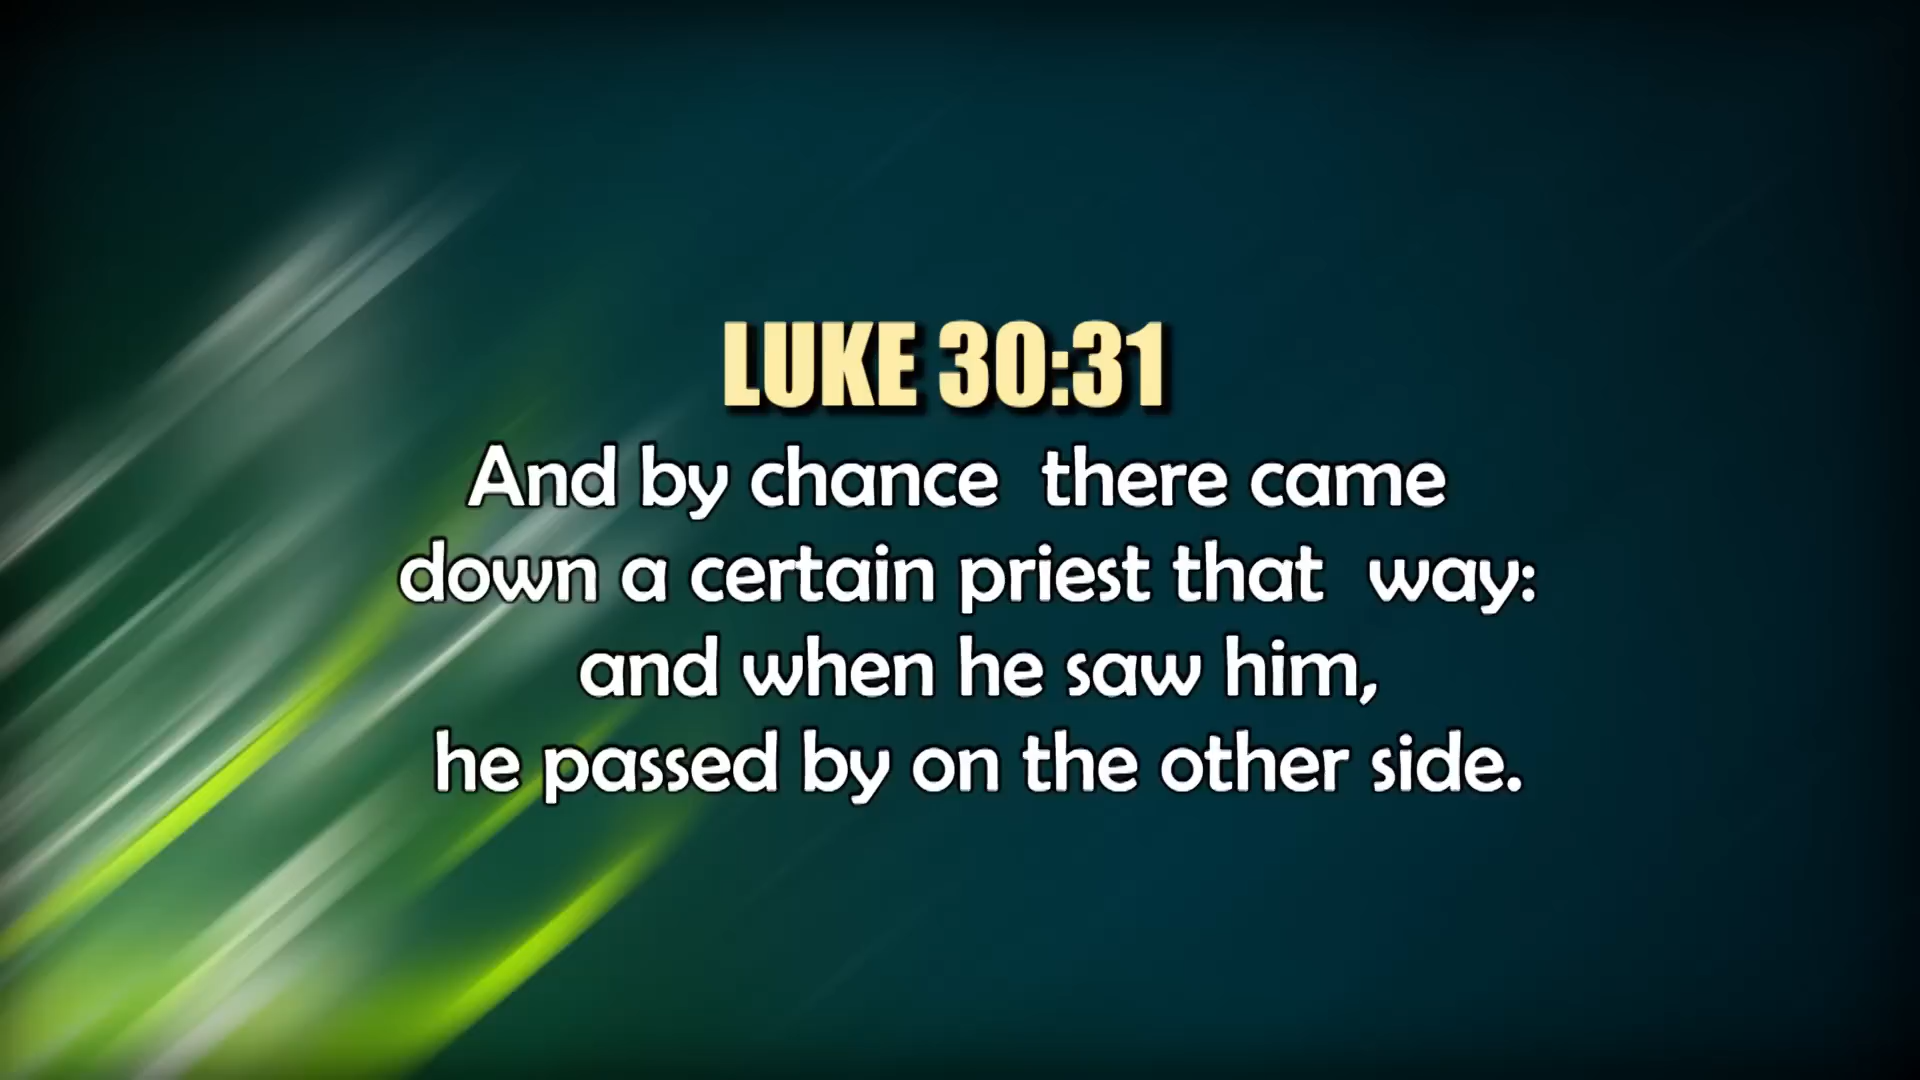 LUKE 30:31
And by chance  there came
down a certain priest that  way:
and when he saw him,
he passed by on the other side.